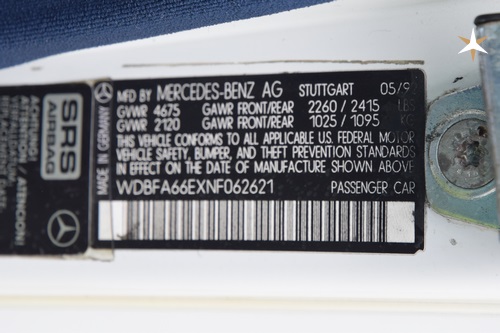 MFD BY MERCEDES-BENZ AG STUTTGART 05/9
GVWR 4675 GAWR FRONT/REAR 2260 / 2415 LBS
GVWR 2120 GAWR FRONT/REAR 1025 / 1095 KG
THIS VEHICLE CONFORMS TO ALL APPLICABLE U.S. FEDERAL MOTOR
VEHICLE SAFETY, BUMPER, AND THEFT PREVENTION STANDARDS
IN EFFECT ON THE DATE OF MANUFACTURE SHOWN ABOVE
WDBFA66EXNF062621 PASSENGER CAR
MADE IN GERMANY
SRS
AIRBAG
ACHTUNG!
ATTENTION!